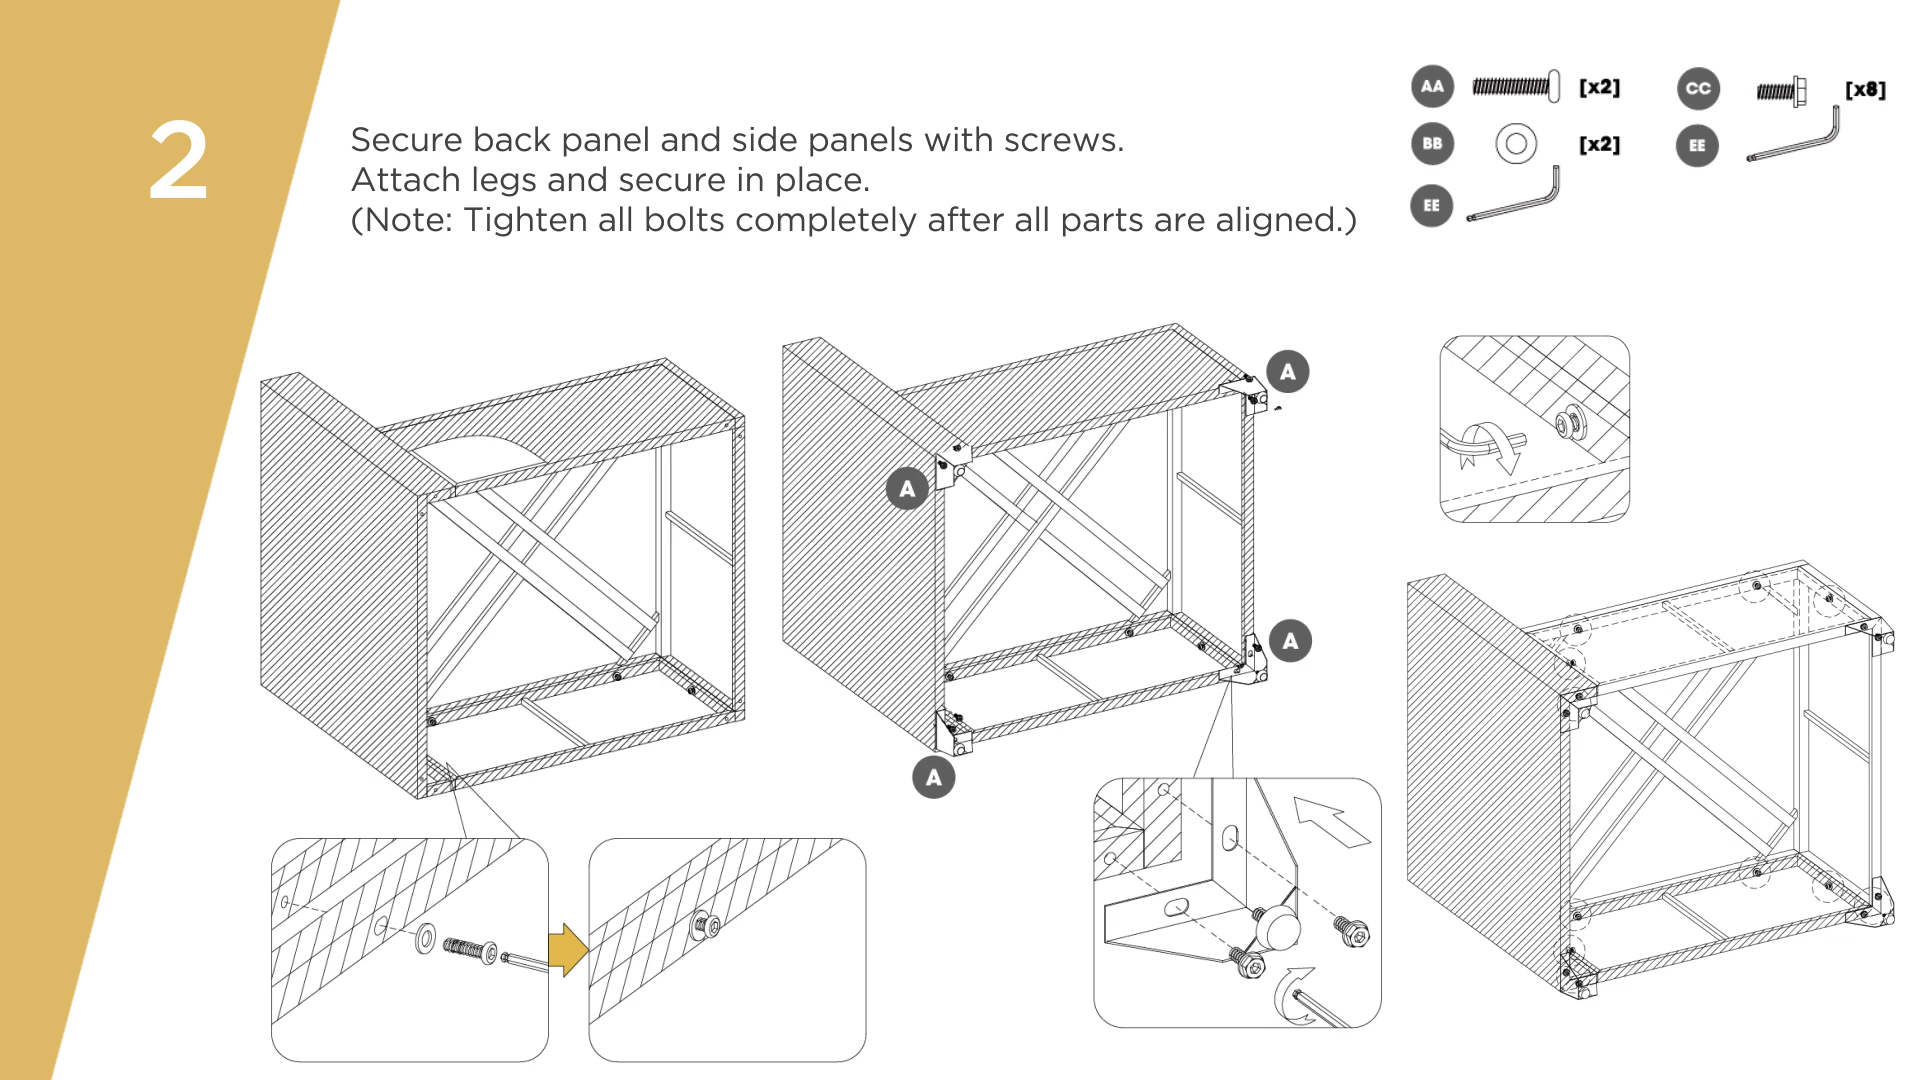 2
Secure back panel and side panels with screws.
Attach legs and secure in place.
(Note: Tighten all bolts completely after all parts are aligned.)
AA [x2]
BB [x2]
EE
CC [x8]
EE
A
A
A
A